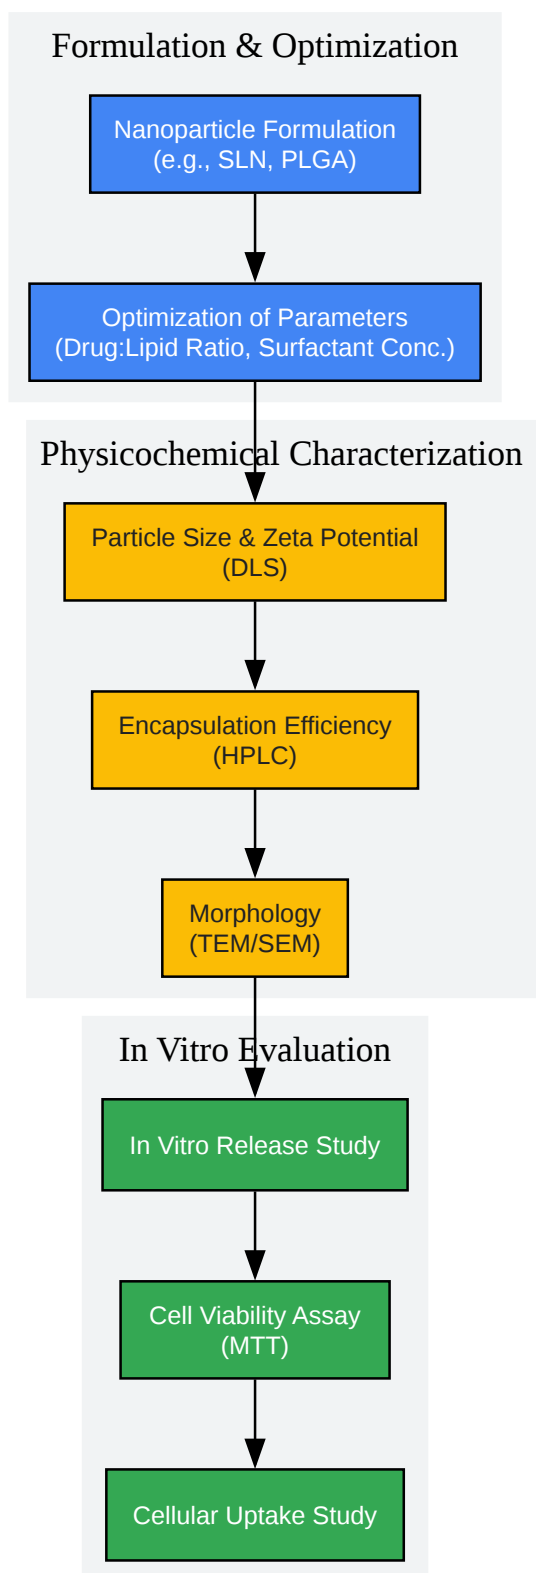 Formulation & Optimization
Nanoparticle Formulation
(e.g., SLN, PLGA)
Optimization of Parameters
(Drug:Lipid Ratio, Surfactant Conc.)
Physicochemical Characterization
Particle Size & Zeta Potential
(DLS)
Encapsulation Efficiency
(HPLC)
Morphology
(TEM/SEM)
In Vitro Evaluation
In Vitro Release Study
Cell Viability Assay
(MTT)
Cellular Uptake Study